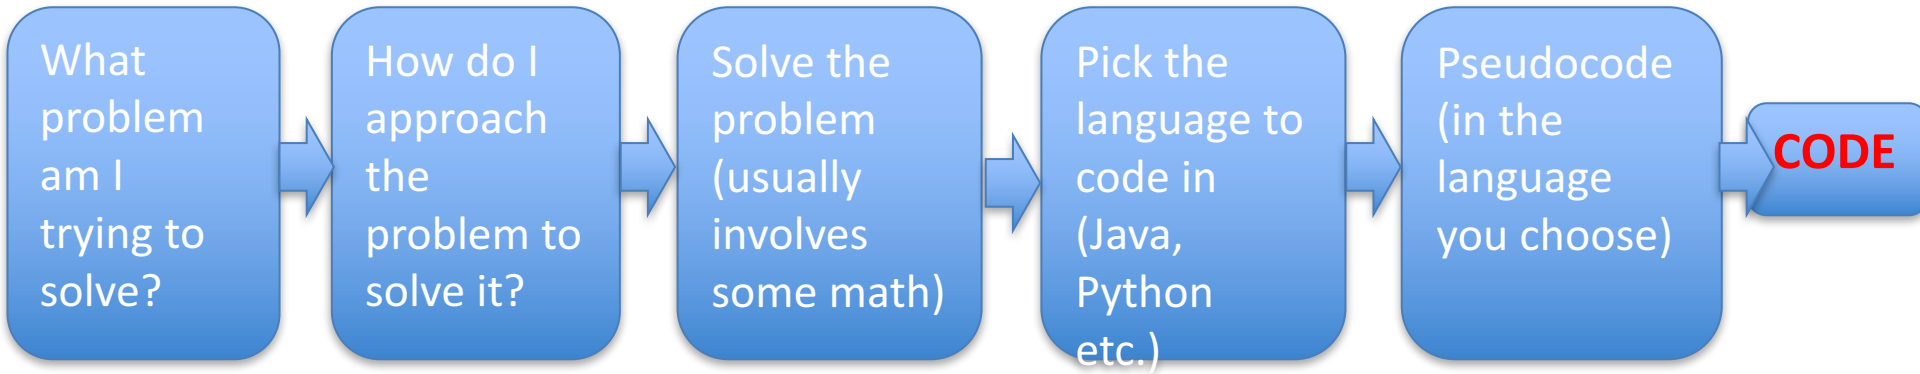 What
problem
am I
trying to
solve?
How do I
approach
the
problem to
solve it?
Solve the
problem
(usually
involves
some math)
Pick the
language to
code in
(Java,
Python
etc.)
Pseudocode
(in the
language
you choose)
CODE